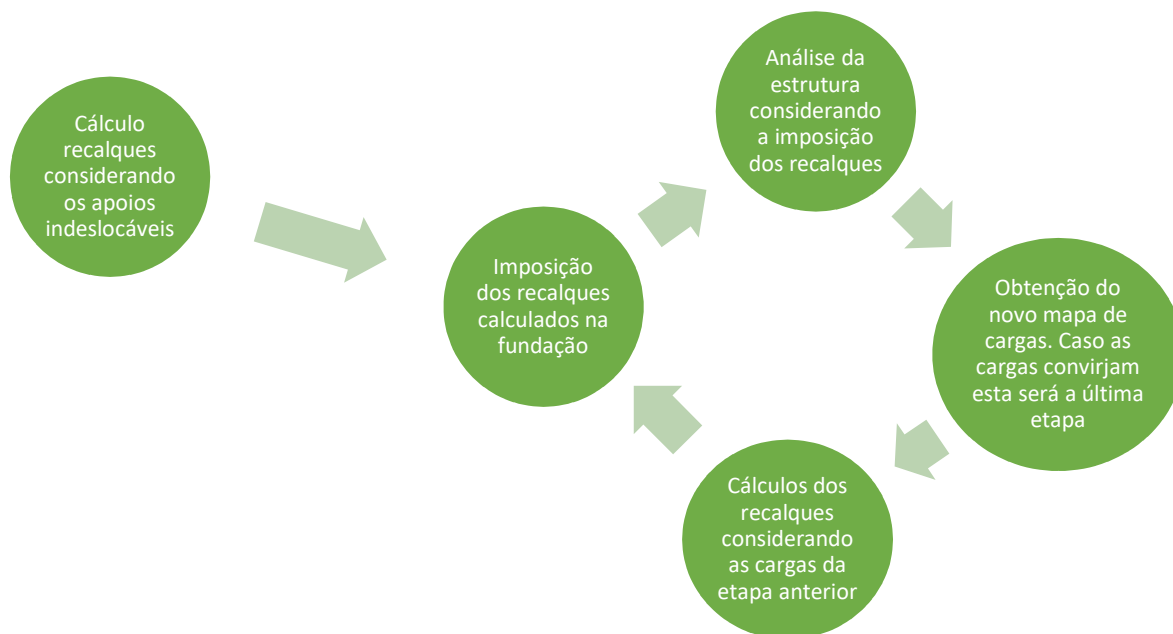 Cálculo
recalques
considerando
os apoios
indeslocáveis
Imposição
dos recalques
calculados na
fundação
Análise da
estrutura
considerando
a imposição
dos recalques
Obtenção do
novo mapa de
cargas. Caso as
cargas convirjam
esta será a última
etapa
Cálculos dos
recalques
considerando
as cargas da
etapa anterior